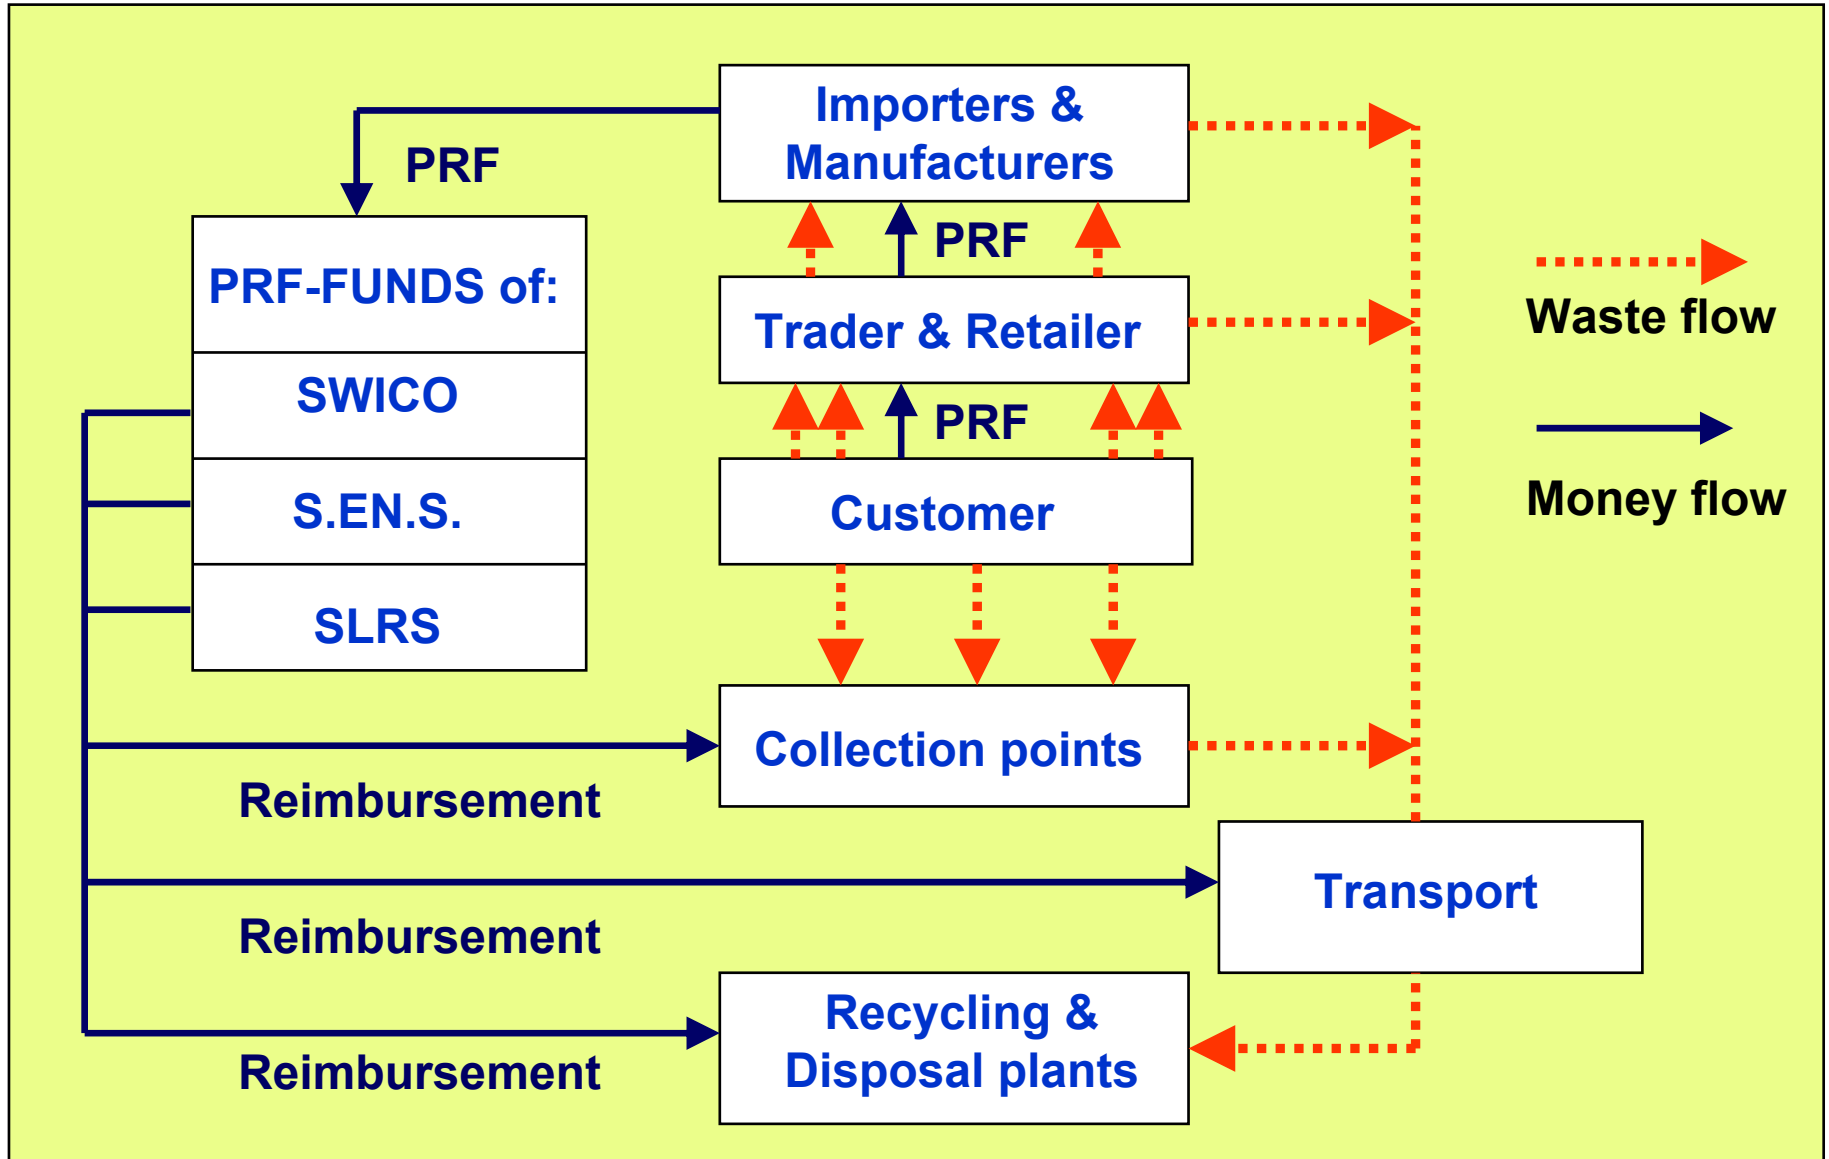 Importers &
Manufacturers
PRF
PRF
PRF-FUNDS of:
Trader & Retailer
Waste flow
SWICO
PRF
S.EN.S.
Customer
Money flow
SLRS
Collection points
Reimbursement
Transport
Reimbursement
Recycling &
Disposal plants
Reimbursement